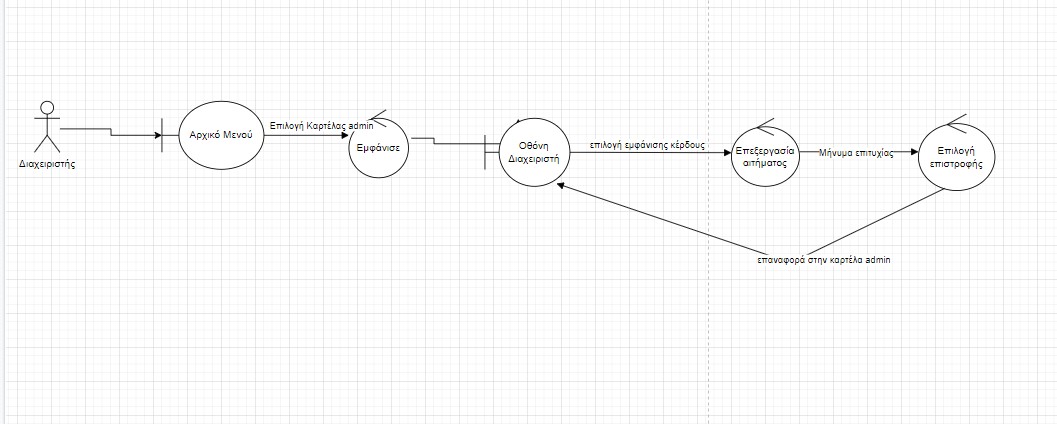 Διαχειριστής
Αρχικό Μενού
Επιλογή Καρτέλας admin
Εμφάνισε
Οθόνη
Διαχειριστή
επιλογή εμφάνισης κέρδους
Επεξεργασία
αιτήματος
Μήνυμα επιτυχίας
Επιλογή
επιστροφής
επαναφορά στην καρτέλα admin